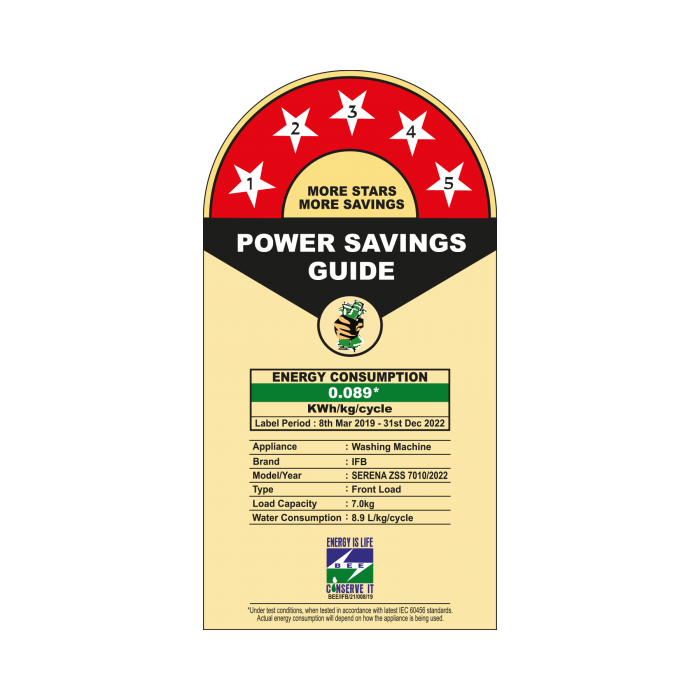 1 2 3 4 5
MORE STARS
MORE SAVINGS
POWER SAVINGS
GUIDE
ENERGY CONSUMPTION
0.089*
KWh/kg/cycle
Label Period : 8th Mar 2019 - 31st Dec 2022
Appliance : Washing Machine
Brand : IFB
Model/Year : SERENA ZSS 7010/2022
Type : Front Load
Load Capacity : 7.0kg
Water Consumption : 8.9 L/kg/cycle
ENERGY IS LIFE
BEE
CONSERVE IT
BEE/IFB/21/008/19
*Under test conditions, when tested in accordance with latest IEC 60456 standards.
Actual energy consumption will depend on how the appliance is being used.